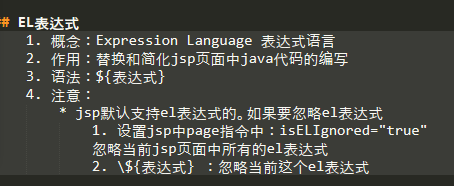 ## EL表达式
1. 概念：Expression Language 表达式语言
2. 作用：替换和简化jsp页面中java代码的编写
3. 语法：${表达式}
4. 注意：
* jsp默认支持el表达式的。如果要忽略el表达式
1. 设置jsp中page指令中：isELIgnored="true"
忽略当前jsp页面中所有的el表达式
2. \${表达式} ：忽略当前这个el表达式